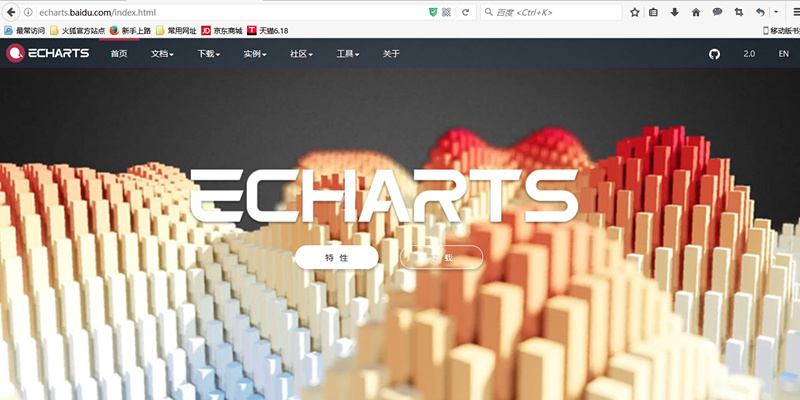 echarts.baidu.com/index.html
百度 <Ctrl+K>
最常访问 火狐官方站点 新手上路 常用网址 JD 京东商城 T 天猫6.18 移动版书
ECHARTS 首页 文档 下载 实例 社区 工具 关于 2.0 EN
ECHARTS
特 性 下 载